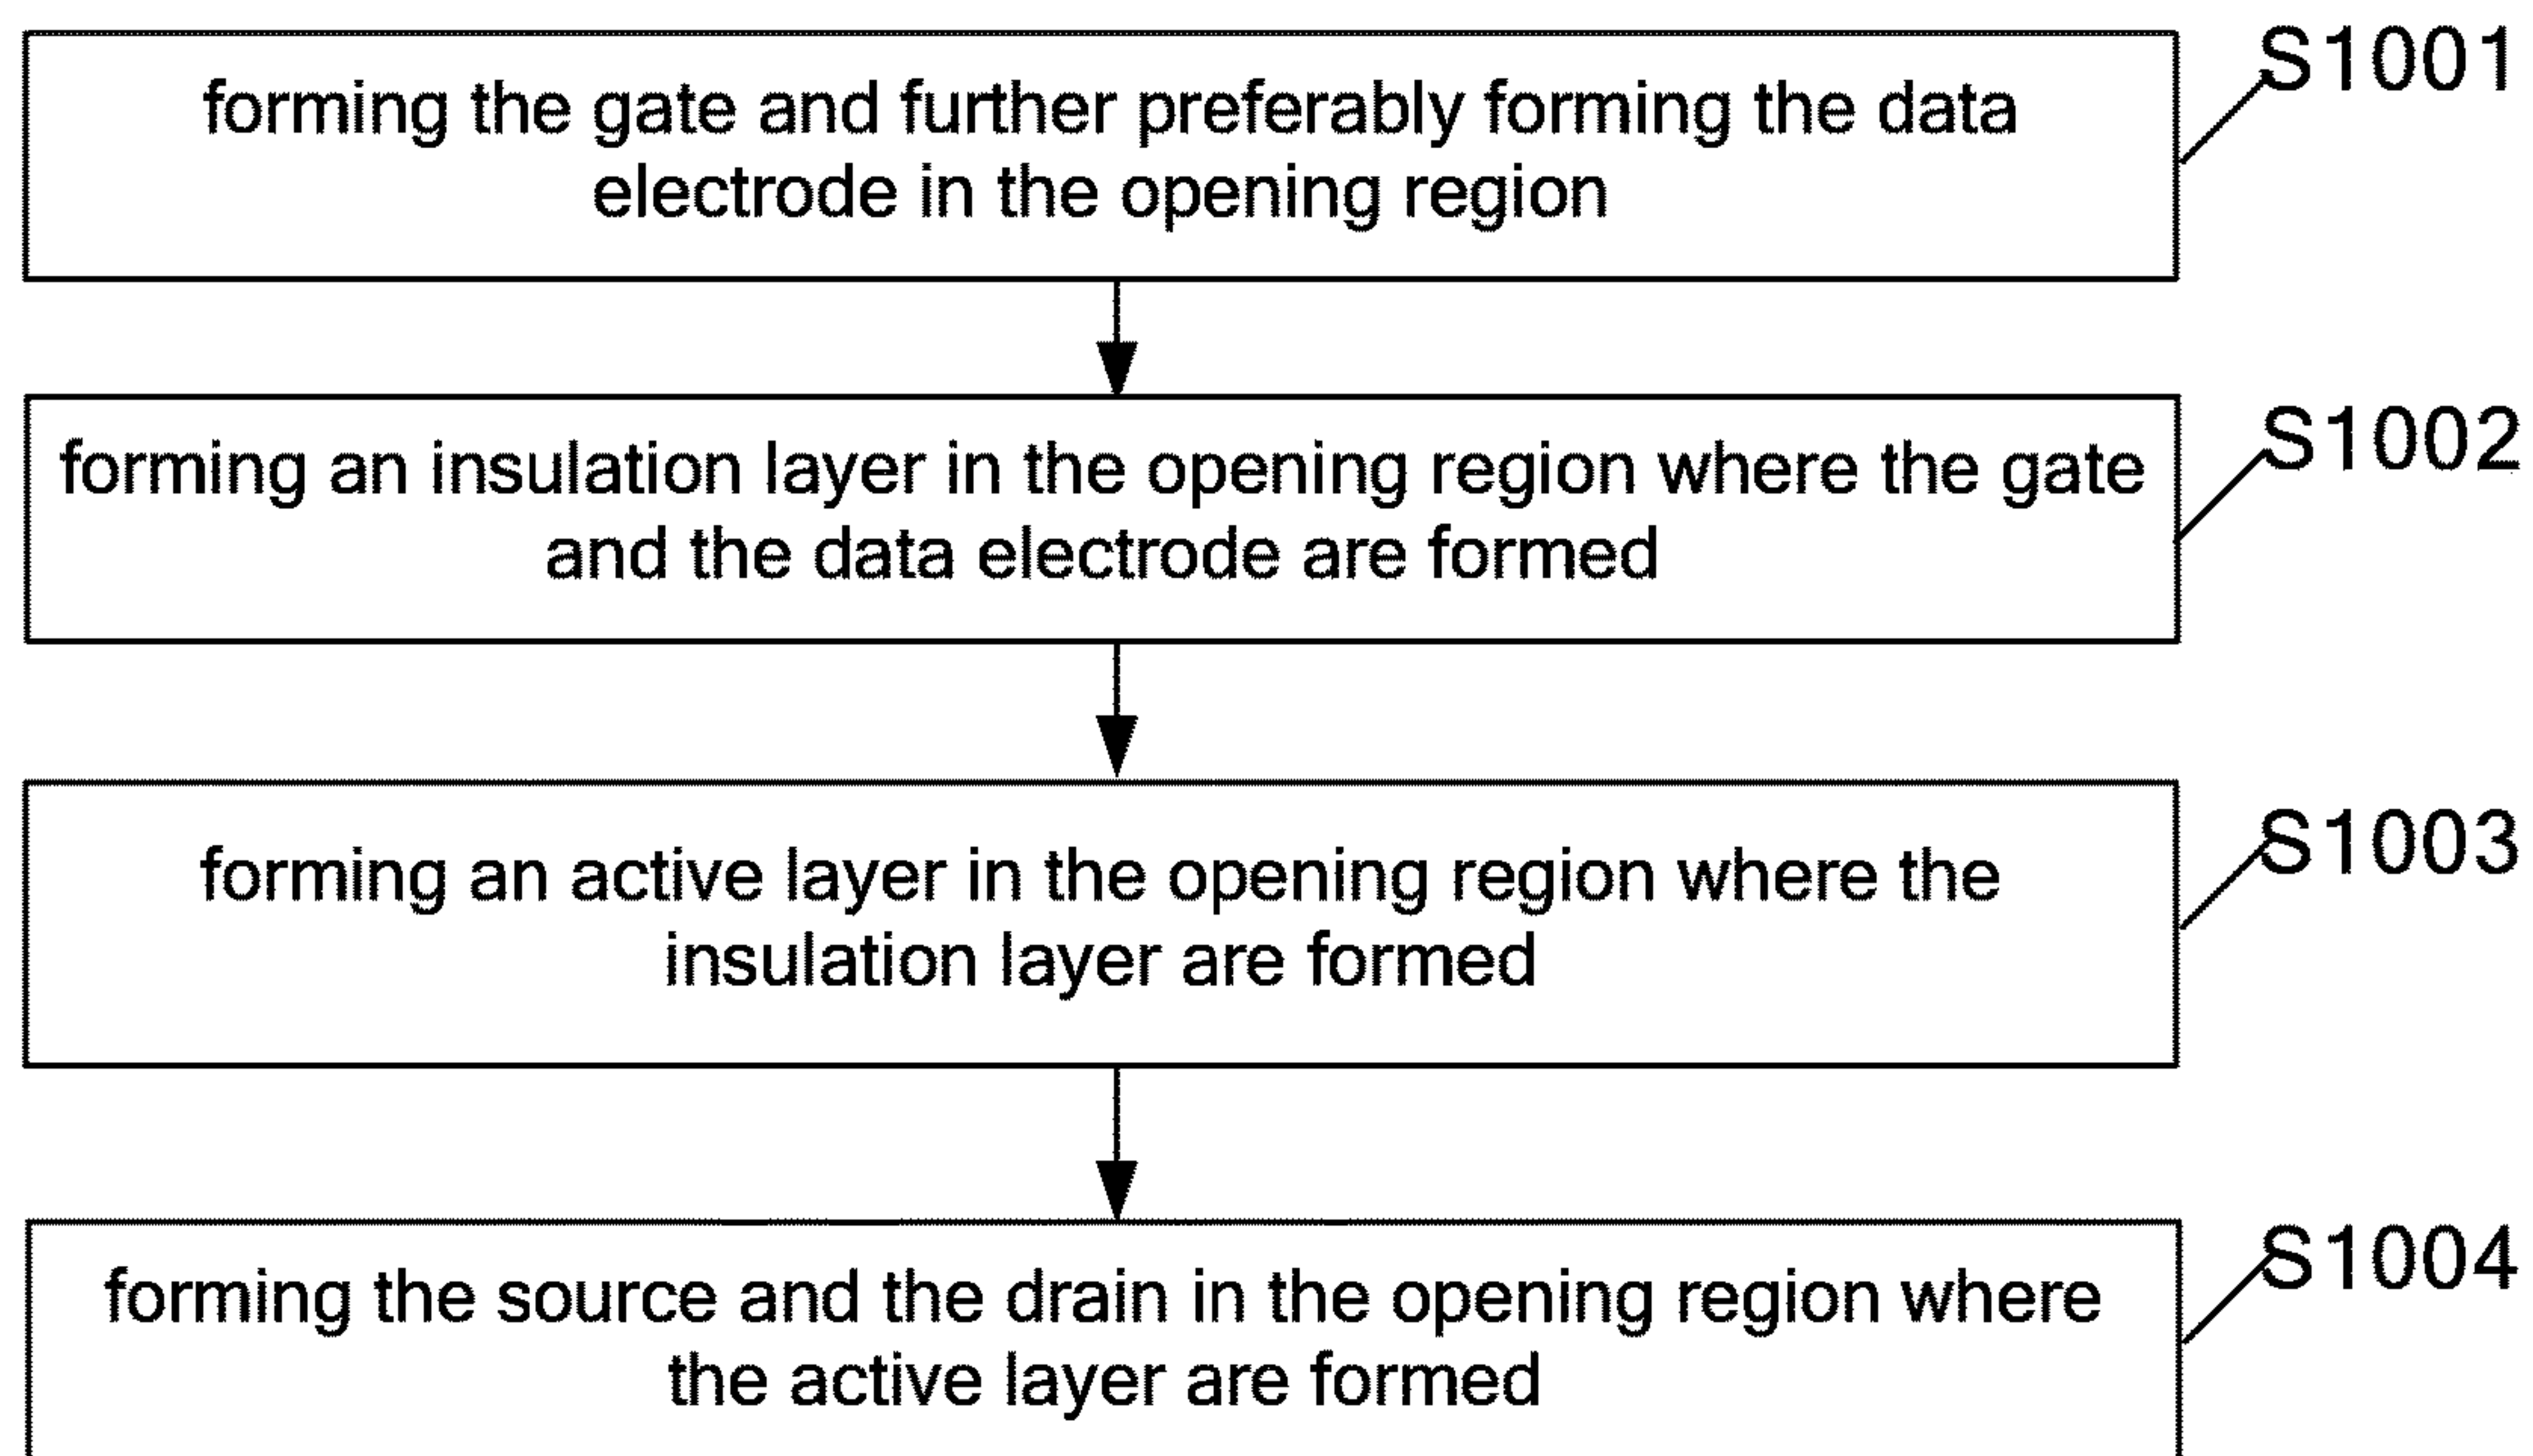 forming the gate and further preferably forming the data
electrode in the opening region
S1001
forming an insulation layer in the opening region where the gate
and the data electrode are formed
S1002
forming an active layer in the opening region where the
insulation layer are formed
S1003
forming the source and the drain in the opening region where
the active layer are formed
S1004